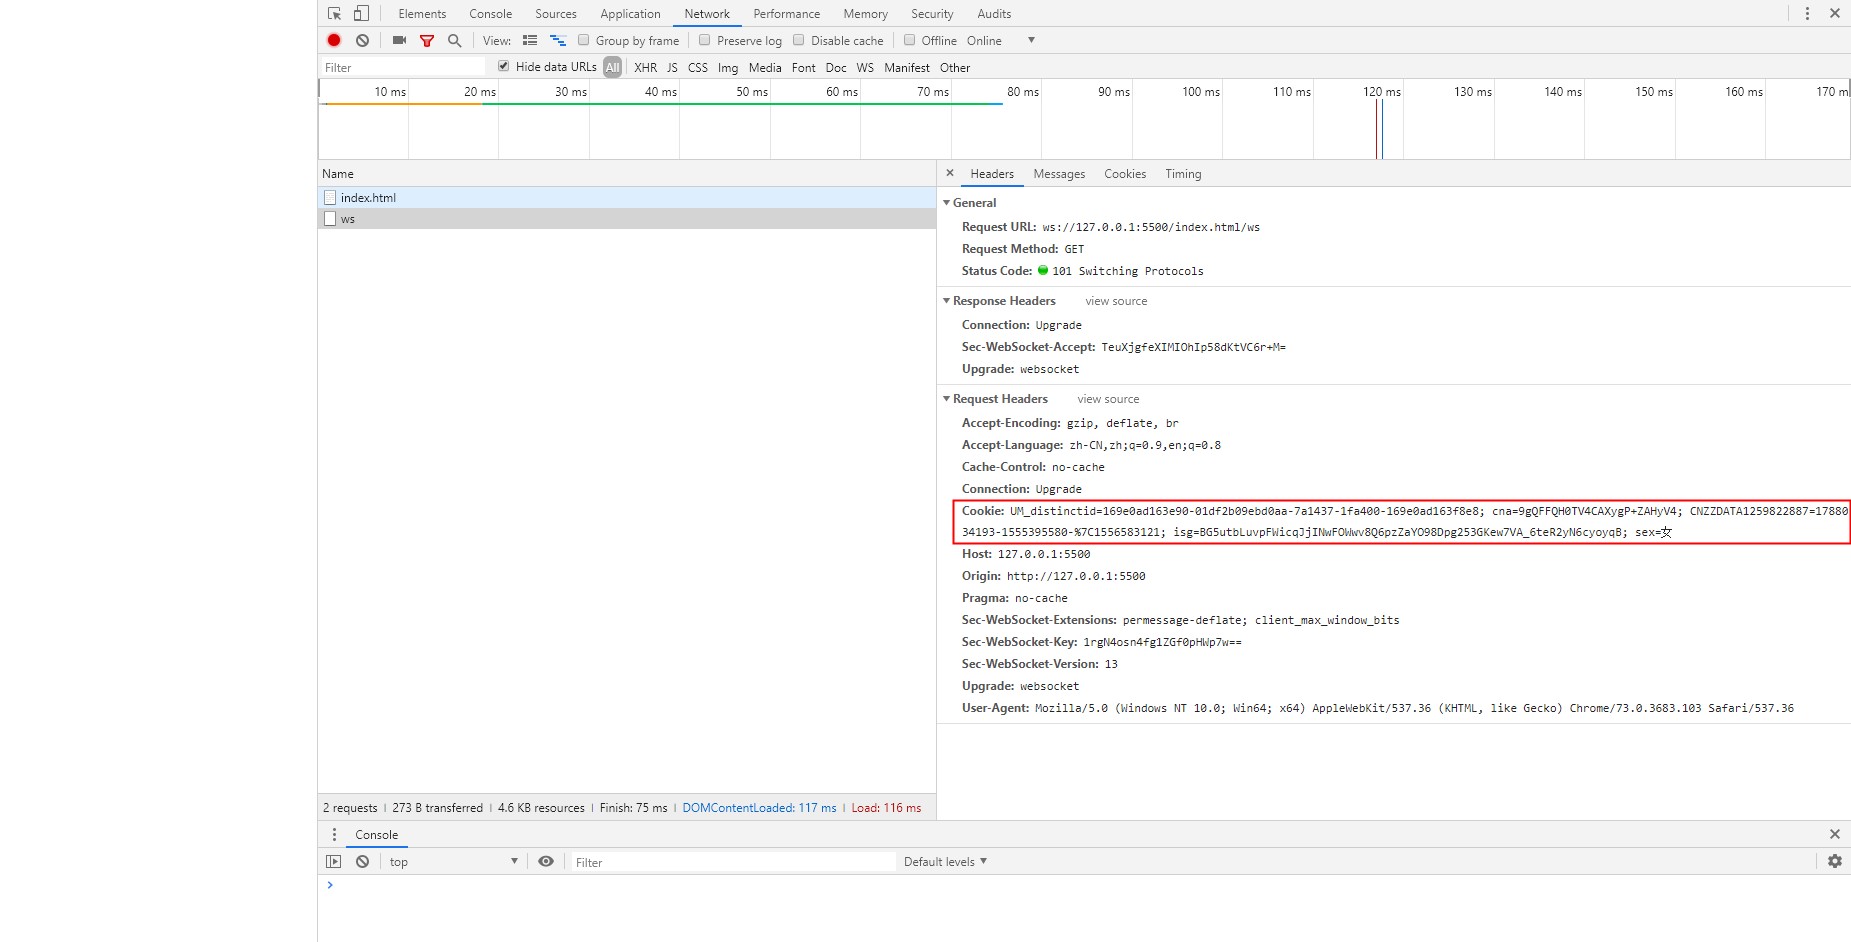 Elements Console Sources Application Network Performance Memory Security Audits
View: Group by frame Preserve log Disable cache Offline Online
Filter Hide data URLs All XHR JS CSS Img Media Font Doc WS Manifest Other
10 ms 20 ms 30 ms 40 ms 50 ms 60 ms 70 ms 80 ms 90 ms 100 ms 110 ms 120 ms 130 ms 140 ms 150 ms 160 ms 170 m
Name
index.html
ws
Headers Messages Cookies Timing
General
Request URL: ws://127.0.0.1:5500/index.html/ws
Request Method: GET
Status Code: 101 Switching Protocols
Response Headers view source
Connection: Upgrade
Sec-WebSocket-Accept: TeuXjgfeXIMIOhIp58dKtVC6r+M=
Upgrade: websocket
Request Headers view source
Accept-Encoding: gzip, deflate, br
Accept-Language: zh-CN,zh;q=0.9,en;q=0.8
Cache-Control: no-cache
Connection: Upgrade
Cookie: UM_distinctid=169e0ad163e90-01df2b09ebd0aa-7a1437-1fa400-169e0ad163f8e8; cna=9gQFFQH0TV4CAXygP+ZAHyV4; CNZZDATA1259822887=17880
34193-1555395580-%7C1556583121; isg=BG5utbLuvpFWicqJjINwFOWwv8Q6pzZaYO98Dpg253GKew7VA_6teR2yN6cyoyqB; sex=女
Host: 127.0.0.1:5500
Origin: http://127.0.0.1:5500
Pragma: no-cache
Sec-WebSocket-Extensions: permessage-deflate; client_max_window_bits
Sec-WebSocket-Key: 1rgN4osn4fg1ZGf0pHWp7w==
Sec-WebSocket-Version: 13
Upgrade: websocket
User-Agent: Mozilla/5.0 (Windows NT 10.0; Win64; x64) AppleWebKit/537.36 (KHTML, like Gecko) Chrome/73.0.3683.103 Safari/537.36
2 requests | 273 B transferred | 4.6 KB resources | Finish: 75 ms | DOMContentLoaded: 117 ms | Load: 116 ms
Console
top Filter Default levels